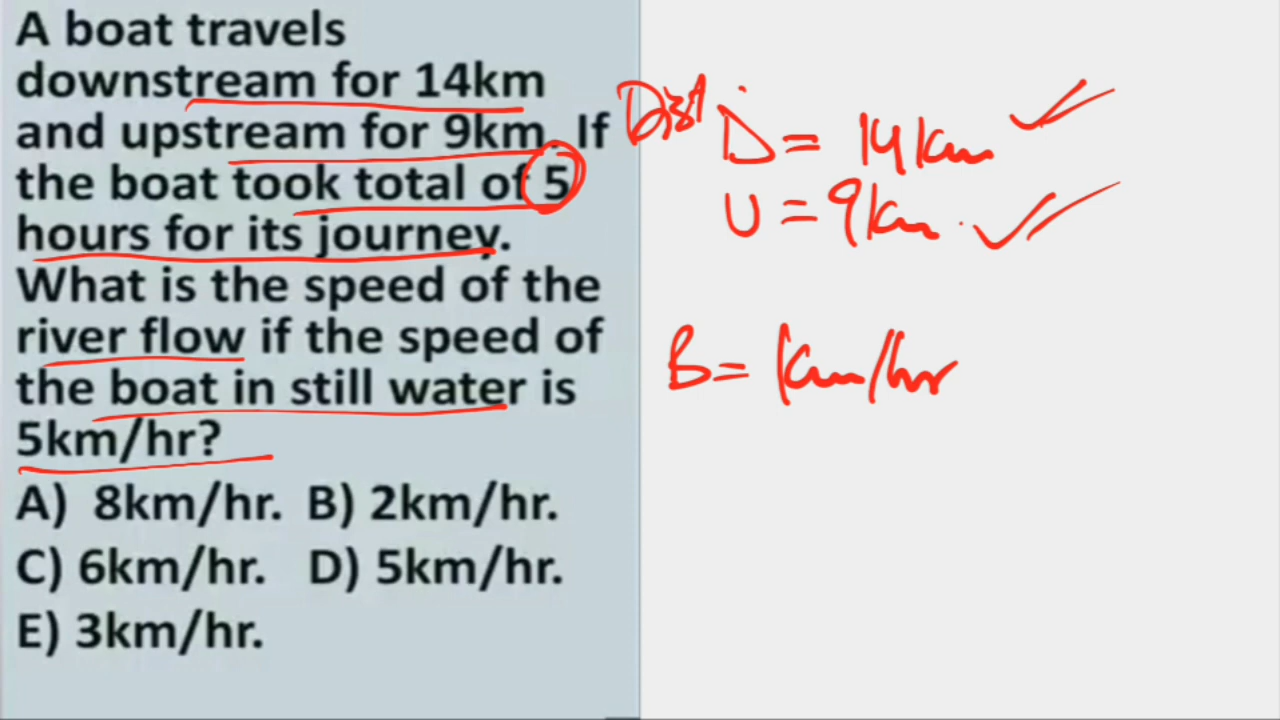 A boat travels
downstream for 14km
and upstream for 9km. If
the boat took total of 5
hours for its journey.
What is the speed of the
river flow if the speed of
the boat in still water is
5km/hr?
A) 8km/hr. B) 2km/hr.
C) 6km/hr. D) 5km/hr.
E) 3km/hr.
Dist D = 14km
U = 9km.
B = km/hr